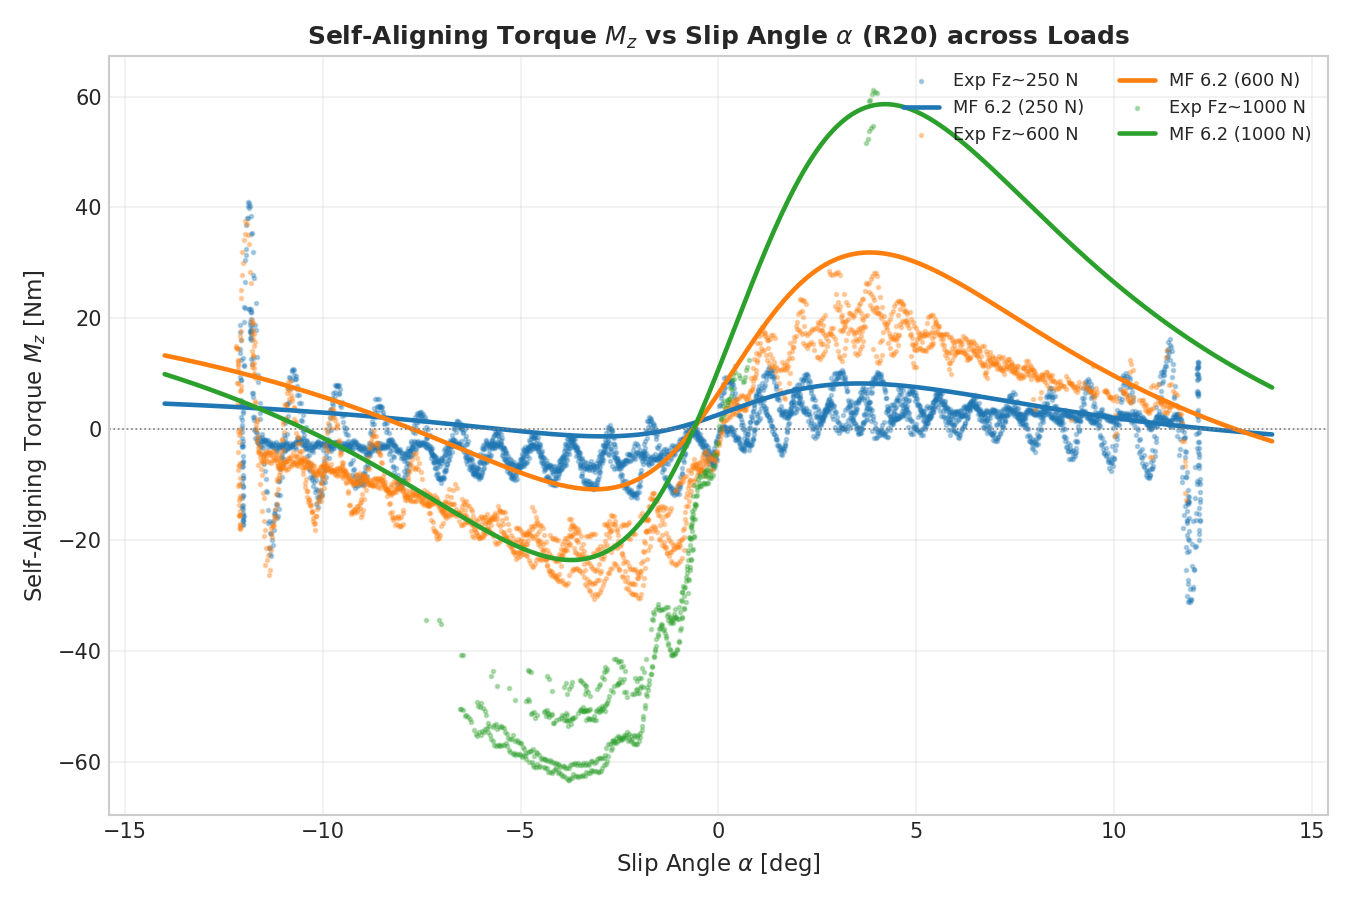 Self-Aligning Torque M_z vs Slip Angle α (R20) across Loads
Exp Fz~250 N
MF 6.2 (250 N)
Exp Fz~600 N
MF 6.2 (600 N)
Exp Fz~1000 N
MF 6.2 (1000 N)
Self-Aligning Torque M_z [Nm]
60
40
20
0
−20
−40
−60
−15
−10
−5
0
5
10
15
Slip Angle α [deg]